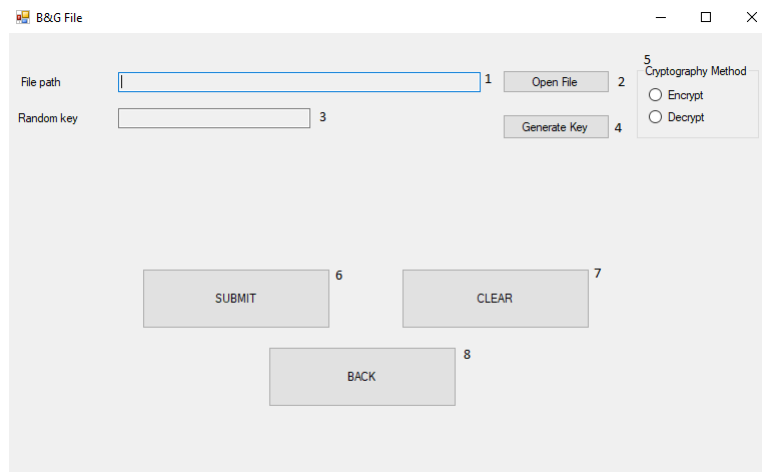 B&G File
5
Cryptography Method
File path
1
Open File
2
Encrypt
Random key
3
Generate Key
4
Decrypt
SUBMIT
6
CLEAR
7
BACK
8